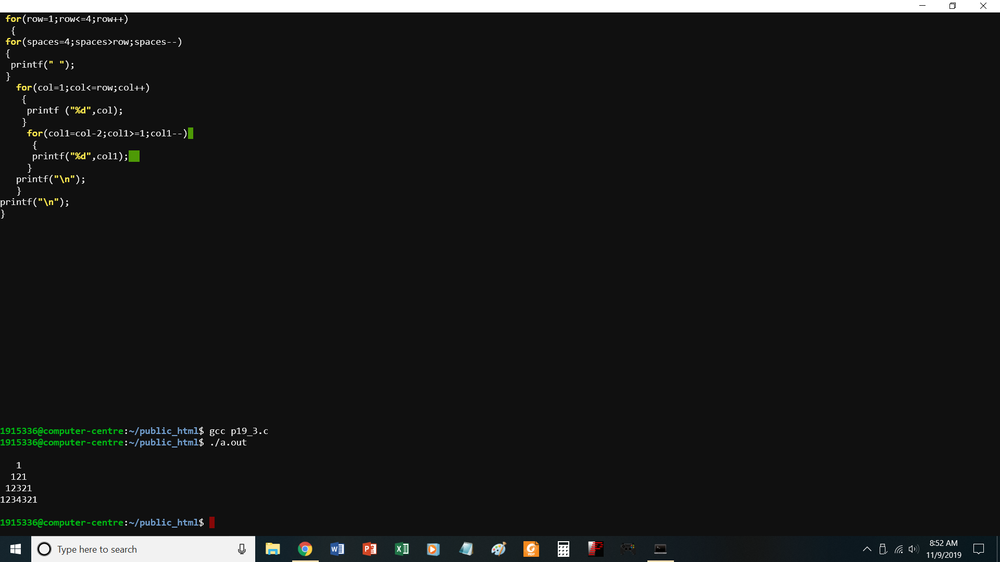 for(row=1;row<=4;row++)
{
for(spaces=4;spaces>row;spaces--)
{
printf(" ");
}
for(col=1;col<=row;col++)
{
printf ("%d",col);
}
for(col1=col-2;col1>=1;col1--)
{
printf("%d",col1);
}
printf("\n");
}
printf("\n");
}
1915336@computer-centre:~/public_html$ gcc p19_3.c
1915336@computer-centre:~/public_html$ ./a.out
1
121
12321
1234321
1915336@computer-centre:~/public_html$
Type here to search
8:52 AM
11/9/2019